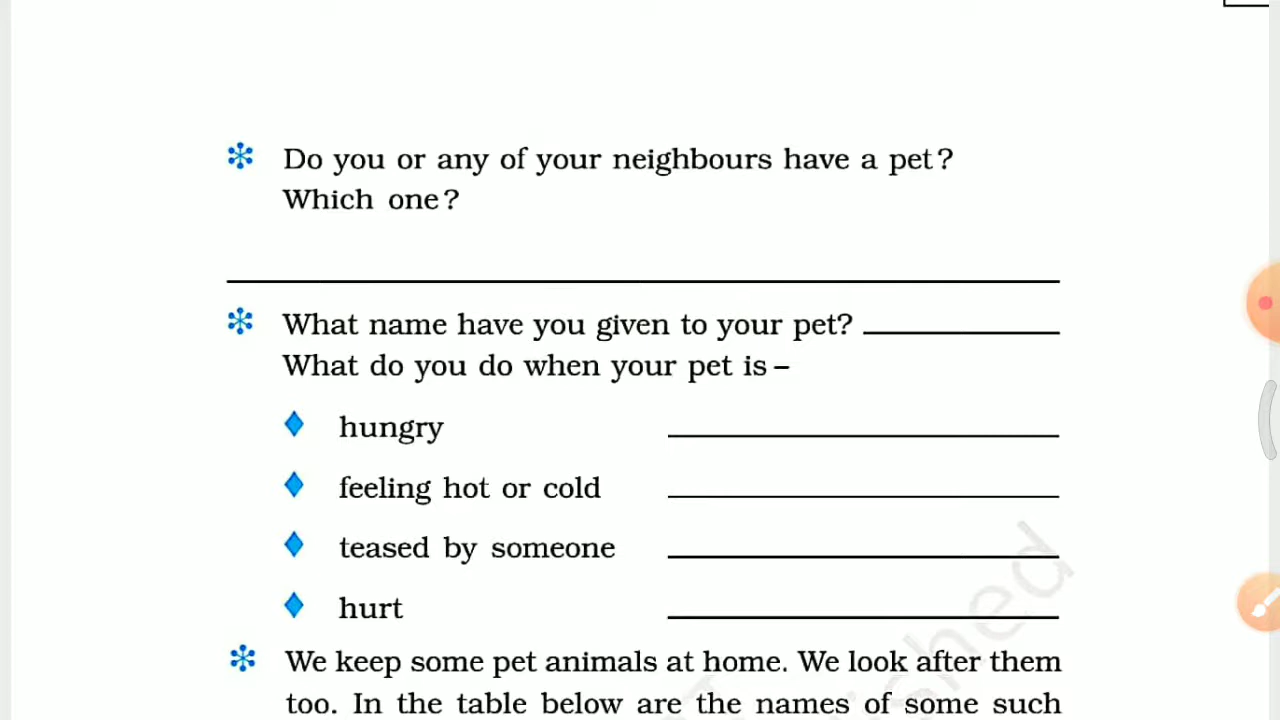 Do you or any of your neighbours have a pet?
Which one?
What name have you given to your pet?
What do you do when your pet is –
hungry
feeling hot or cold
teased by someone
hurt
We keep some pet animals at home. We look after them
too. In the table below are the names of some such